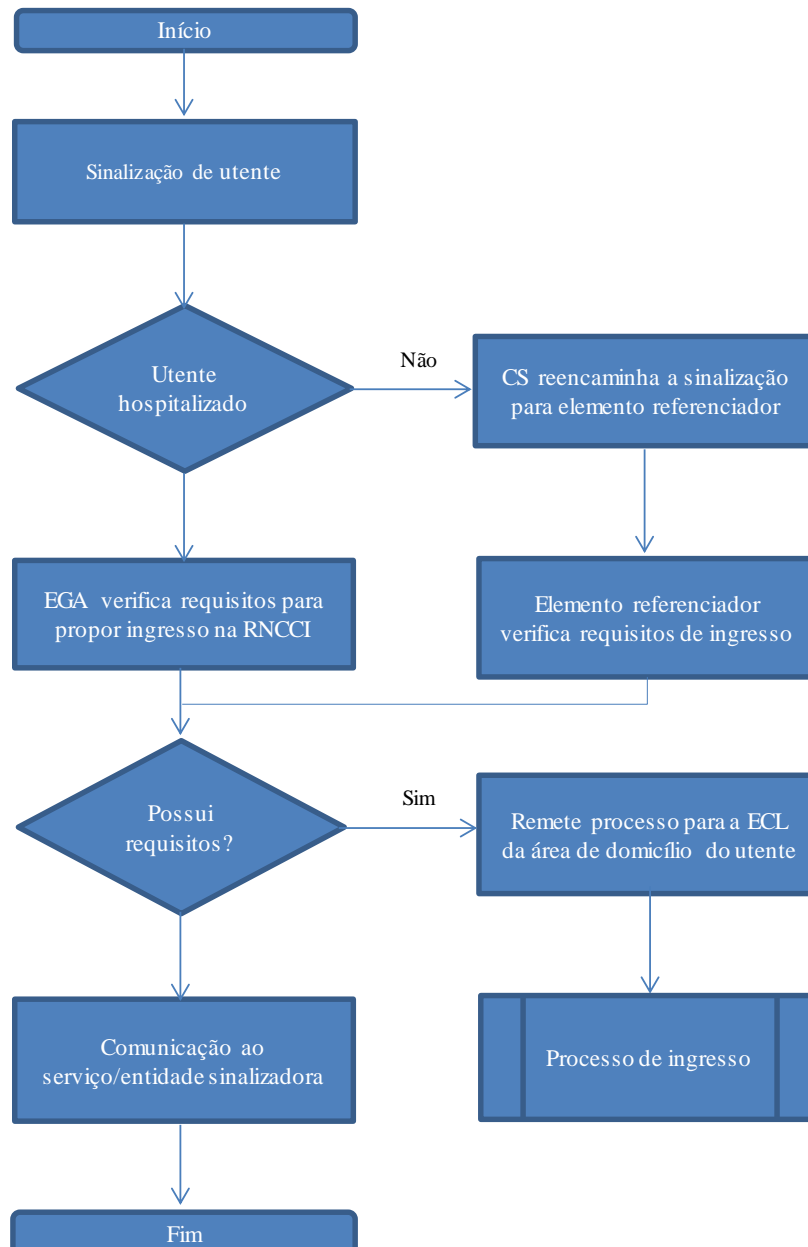 Início
Sinalização de utente
Utente
hospitalizado
Não
CS reencaminha a sinalização
para elemento referenciador
EGA verifica requisitos para
propor ingresso na RNCCI
Elemento referenciador
verifica requisitos de ingresso
Possui
requisitos?
Sim
Remete processo para a ECL
da área de domicílio do utente
Comunicação ao
serviço/entidade sinalizadora
Processo de ingresso
Fim